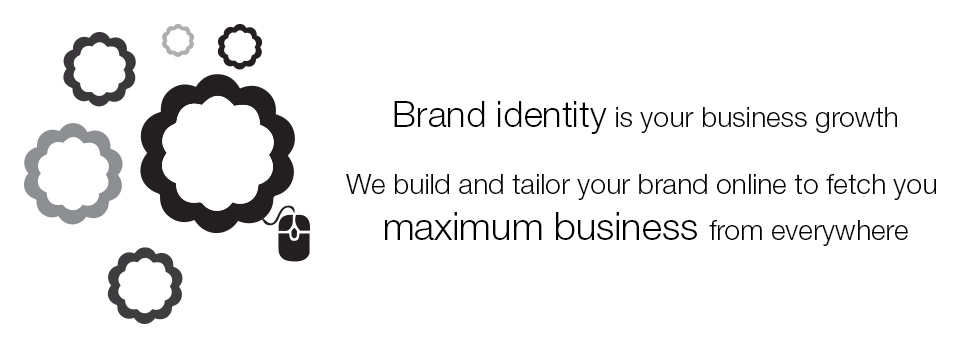 Brand identity is your business growth
We build and tailor your brand online to fetch you
maximum business from everywhere